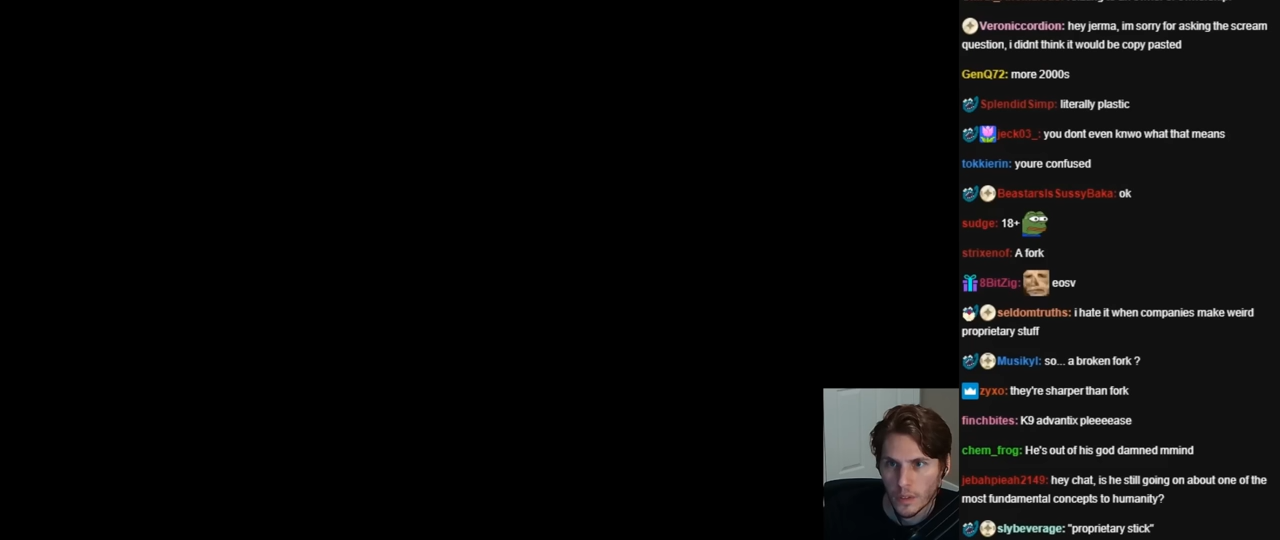 Veroniccordion: hey jerma, im sorry for asking the scream
question, i didnt think it would be copy pasted
GenQ72: more 2000s
SplendidSimp: literally plastic
jeck03_: you dont even knwo what that means
tokkierin: youre confused
BeastarsIsSussyBaka: ok
sudge: 18+
strixenof: A fork
8BitZig: eosv
seldomtruths: i hate it when companies make weird
proprietary stuff
Musikyl: so... a broken fork ?
zyxo: they're sharper than fork
finchbites: K9 advantix pleeeease
chem_frog: He's out of his god damned mmind
jebahpieah2149: hey chat, is he still going on about one of the
most fundamental concepts to humanity?
slybeverage: "proprietary stick"